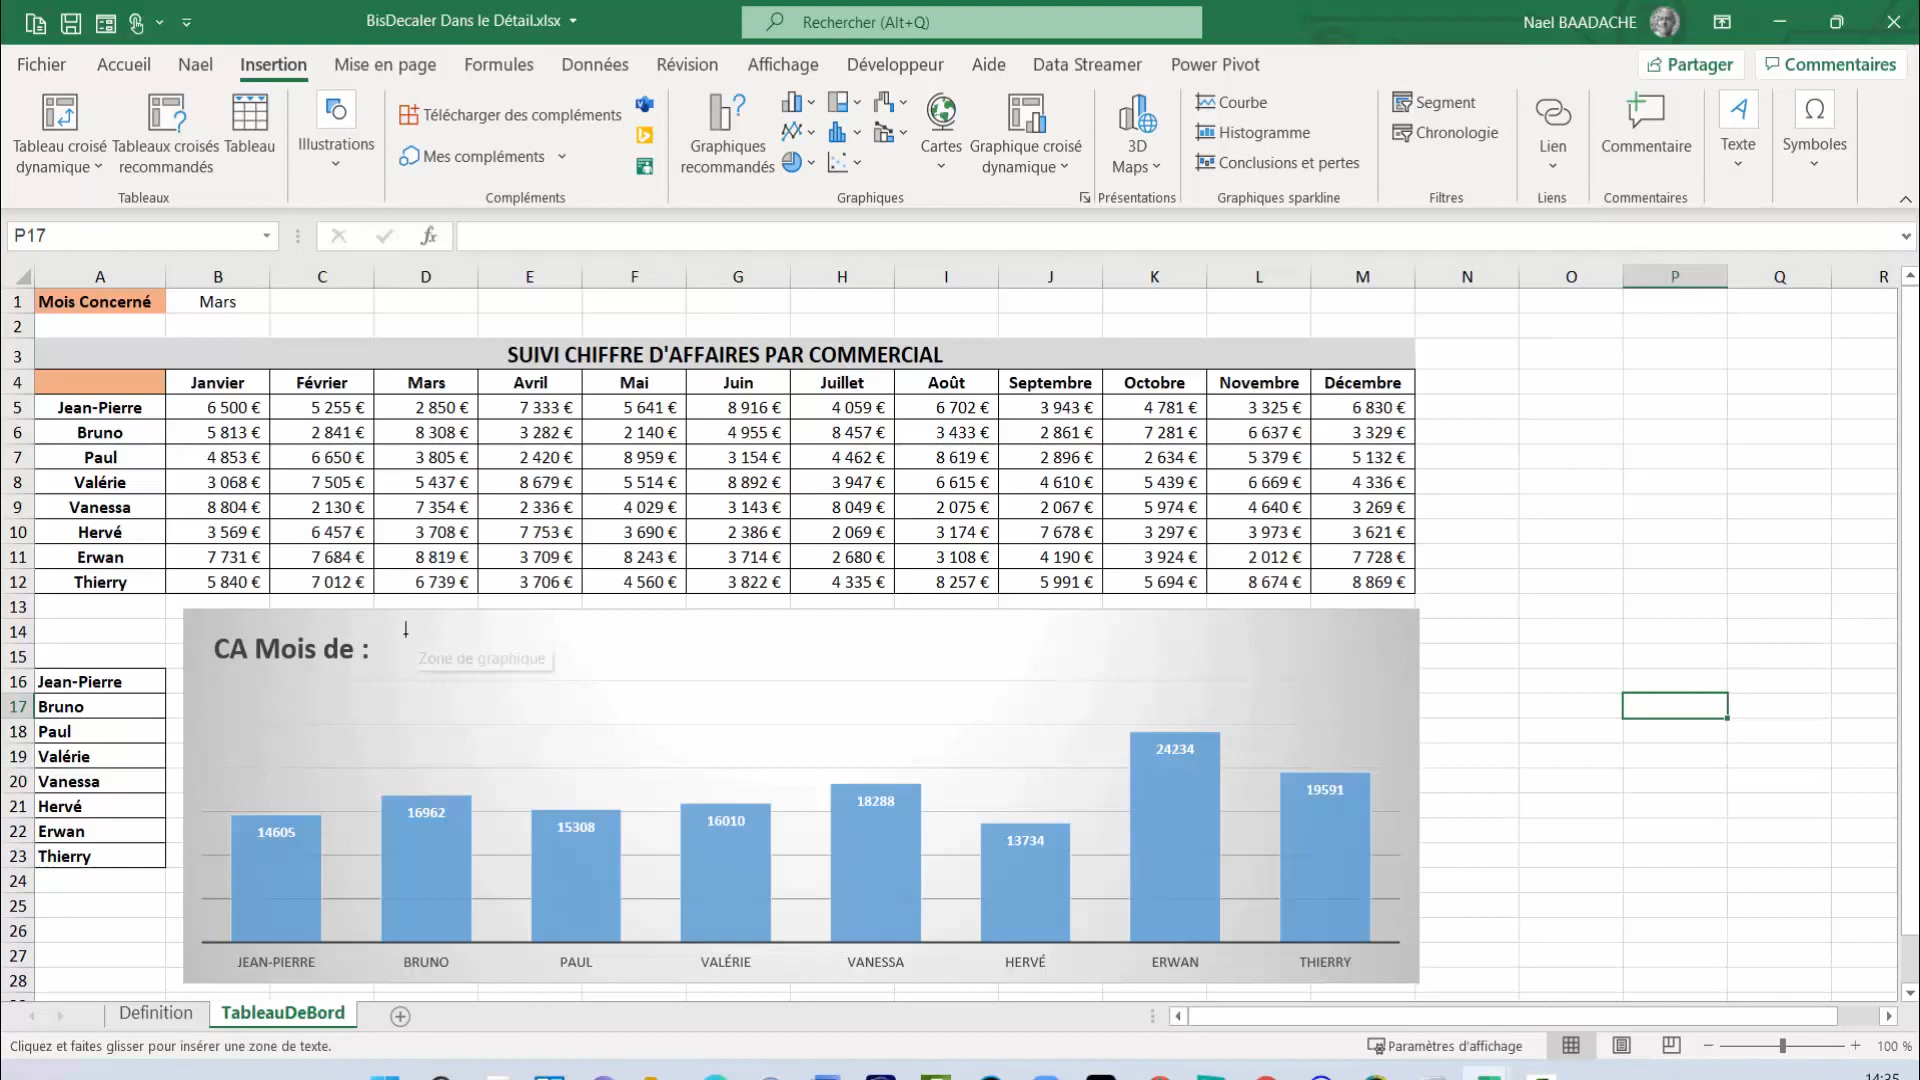 BisDecaler Dans le Détail.xlsx
Rechercher (Alt+Q)
Nael BAADACHE
Fichier Accueil Nael Insertion Mise en page Formules Données Révision Affichage Développeur Aide Data Streamer Power Pivot
Partager Commentaires
Tableau croisé dynamique
Tableaux croisés recommandés
Tableau
Tableaux
Illustrations
Télécharger des compléments
Mes compléments
Compléments
Graphiques recommandés
Cartes
Graphique croisé dynamique
Graphiques
3D Maps
Présentations
Courbe
Histogramme
Conclusions et pertes
Graphiques sparkline
Segment
Chronologie
Filtres
Lien
Liens
Commentaire
Commentaires
Texte
Symboles
P17
fx
A B C D E F G H I J K L M N O P Q R
1 Mois Concerné Mars
2
3 SUIVI CHIFFRE D'AFFAIRES PAR COMMERCIAL
4 Janvier Février Mars Avril Mai Juin Juillet Août Septembre Octobre Novembre Décembre
5 Jean-Pierre 6 500 € 5 255 € 2 850 € 7 333 € 5 641 € 8 916 € 4 059 € 6 702 € 3 943 € 4 781 € 3 325 € 6 830 €
6 Bruno 5 813 € 2 841 € 8 308 € 3 282 € 2 140 € 4 955 € 8 457 € 3 433 € 2 861 € 7 281 € 6 637 € 3 329 €
7 Paul 4 853 € 6 650 € 3 805 € 2 420 € 8 959 € 3 154 € 4 462 € 8 619 € 2 896 € 2 634 € 5 379 € 5 132 €
8 Valérie 3 068 € 7 505 € 5 437 € 8 679 € 5 514 € 8 892 € 3 947 € 6 615 € 4 610 € 5 439 € 6 669 € 4 336 €
9 Vanessa 8 804 € 2 130 € 7 354 € 2 336 € 4 029 € 3 143 € 8 049 € 2 075 € 2 067 € 5 974 € 4 640 € 3 269 €
10 Hervé 3 569 € 6 457 € 3 708 € 7 753 € 3 690 € 2 386 € 2 069 € 3 174 € 7 678 € 3 297 € 3 973 € 3 621 €
11 Erwan 7 731 € 7 684 € 8 819 € 3 709 € 8 243 € 3 714 € 2 680 € 3 108 € 4 190 € 3 924 € 2 012 € 7 728 €
12 Thierry 5 840 € 7 012 € 6 739 € 3 706 € 4 560 € 3 822 € 4 335 € 8 257 € 5 991 € 5 694 € 8 674 € 8 869 €
13
14
15
16 Jean-Pierre
17 Bruno
18 Paul
19 Valérie
20 Vanessa
21 Hervé
22 Erwan
23 Thierry
24
25
26
27
28
CA Mois de :
Zone de graphique
14605 16962 15308 16010 18288 13734 24234 19591
JEAN-PIERRE BRUNO PAUL VALÉRIE VANESSA HERVÉ ERWAN THIERRY
Definition TableauDeBord
Cliquez et faites glisser pour insérer une zone de texte.
Paramètres d'affichage
100 %
14:35